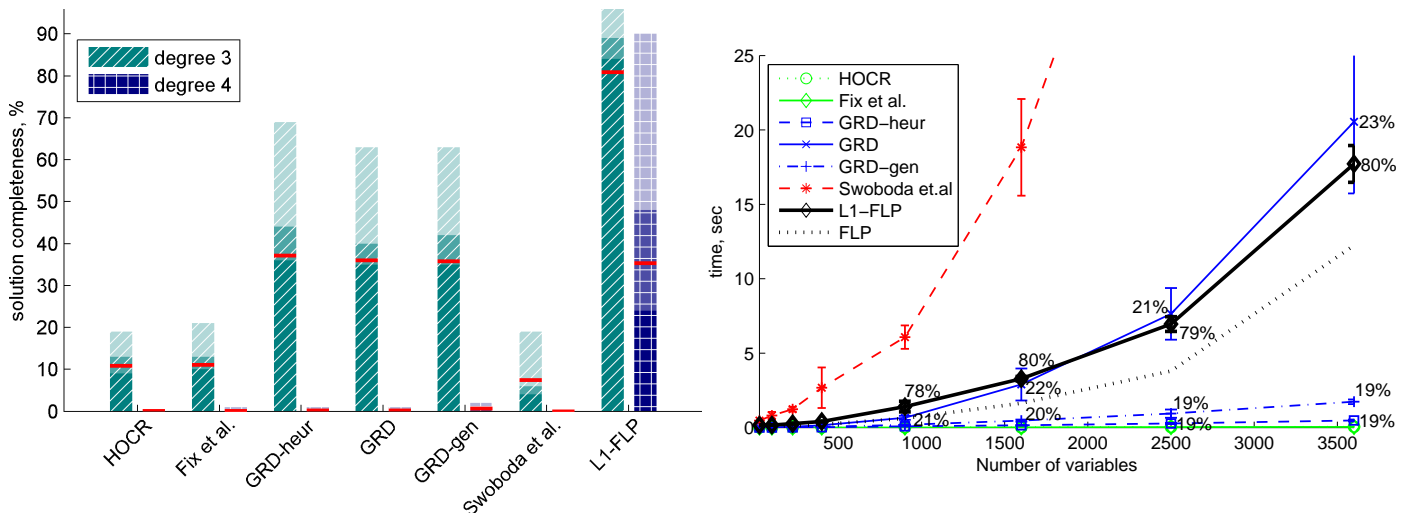 solution completeness, %
90
80
70
60
50
40
30
20
10
0
degree 3
degree 4
HOCR
Fix et al.
GRD-heur
GRD
GRD-gen
Swoboda et al.
L1-FLP
time, sec
25
20
15
10
5
0
HOCR
Fix et al.
GRD−heur
GRD
GRD−gen
Swoboda et.al
L1−FLP
FLP
23%
80%
21%
79%
80%
22%
20%
78%
21%
19%
19%
19%
19%
500
1000
1500
2000
2500
3000
3500
Number of variables